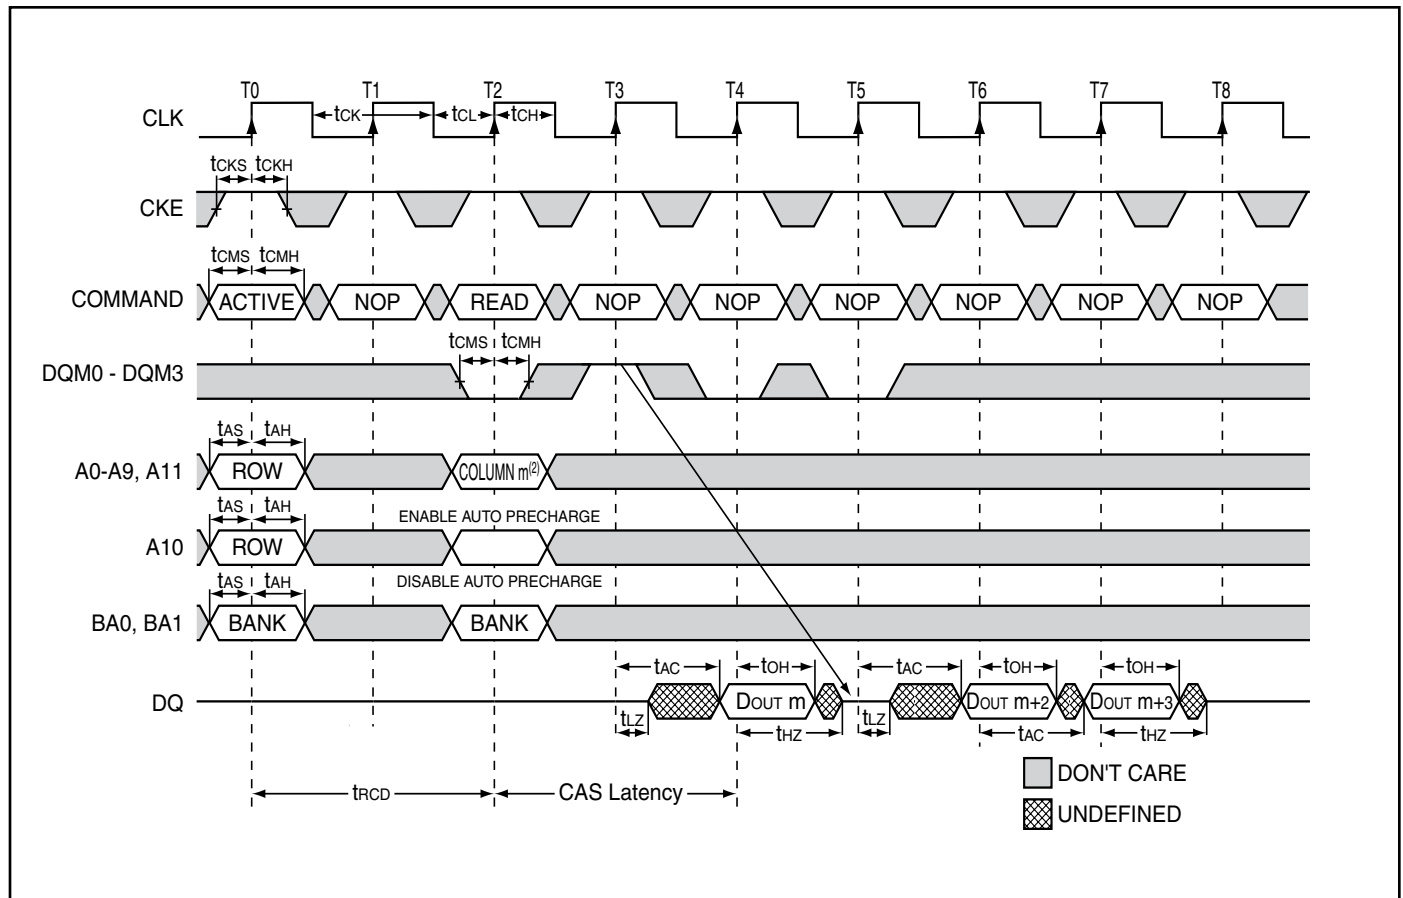 T0 T1 T2 T3 T4 T5 T6 T7 T8
CLK tCK tCL tCH
tCKS tCKH
CKE
tCMS tCMH
COMMAND ACTIVE NOP READ NOP NOP NOP NOP NOP NOP
tCMS tCMH
DQM0 - DQM3
tAS tAH
A0-A9, A11 ROW COLUMN m(2)
tAS tAH ENABLE AUTO PRECHARGE
A10 ROW
tAS tAH DISABLE AUTO PRECHARGE
BA0, BA1 BANK BANK
tAC tOH tAC tOH tOH
DQ DOUT m DOUT m+2 DOUT m+3
tLZ tHZ tLZ tAC tHZ
DON'T CARE
tRCD CAS Latency
UNDEFINED